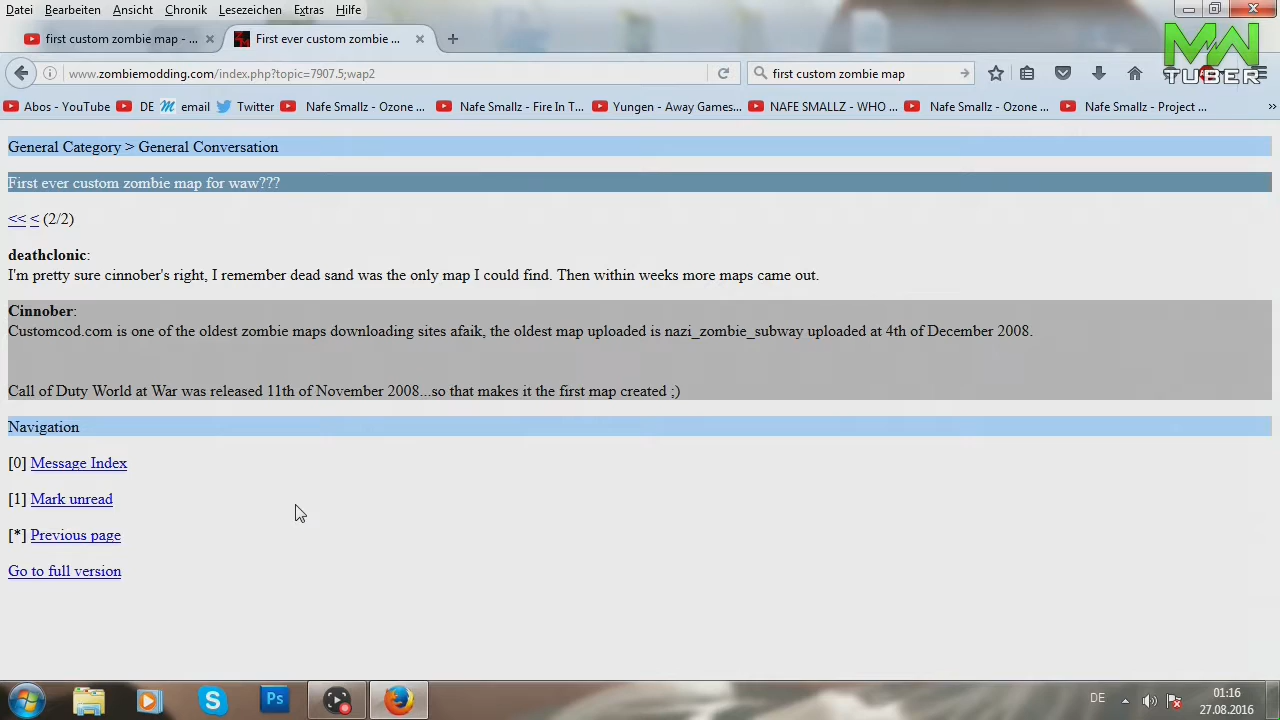 Datei Bearbeiten Ansicht Chronik Lesezeichen Extras Hilfe
first custom zombie map - ... First ever custom zombie ...
www.zombiemodding.com/index.php?topic=7907.5;wap2 first custom zombie map
MW
TUBER
Abos - YouTube DE email Twitter Nafe Smallz - Ozone ... Nafe Smallz - Fire In T... Yungen - Away Games... NAFE SMALLZ - WHO ... Nafe Smallz - Ozone ... Nafe Smallz - Project ... »
General Category > General Conversation
First ever custom zombie map for waw???
<< < (2/2)
deathclonic:
I'm pretty sure cinnober's right, I remember dead sand was the only map I could find. Then within weeks more maps came out.
Cinnober:
Customcod.com is one of the oldest zombie maps downloading sites afaik, the oldest map uploaded is nazi_zombie_subway uploaded at 4th of December 2008.
Call of Duty World at War was released 11th of November 2008...so that makes it the first map created ;)
Navigation
[0] Message Index
[1] Mark unread
[*] Previous page
Go to full version
Ps
DE
01:16
27.08.2016